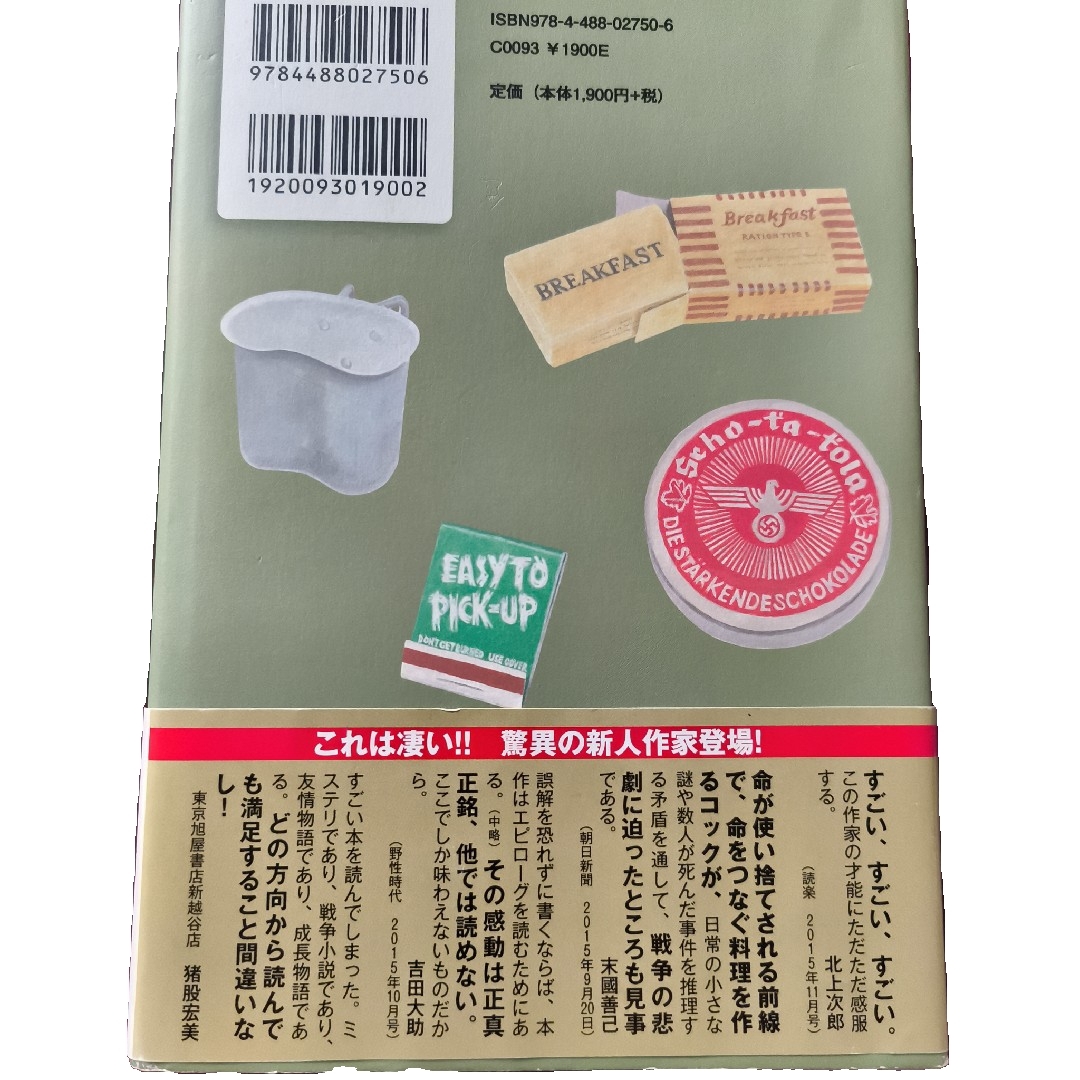 ISBN978-4-488-02750-6
C0093 ￥1900E
定価（本体1,900円+税）
9784488027506
1920093019002
BREAKFAST
Breakfast
RATION TYPE
Scho-ta-tola
DIE STÄRKENDE SCHOKOLADE
EASY TO
PICK-UP
DON'T GET BURNED USE COVER
これは凄い!!　驚異の新人作家登場!
すごい、すごい、すごい。
この作家の才能にただただ感服
する。　北上次郎
（読楽　2015年11月号）
命が使い捨てされる前線
で、命をつなぐ料理を作
るコックが、日常の小さな
謎や数人が死んだ事件を推理す
る矛盾を通して、戦争の悲
劇に迫ったところも見事
である。　末國善己
（朝日新聞　2015年9月20日）
誤解を恐れずに書くならば、本
作はエピローグを読むためにあ
る。（中略）その感動は正真
正銘、他では読めない。
ここでしか味わえないものだか
ら。　吉田大助
（野性時代　2015年10月号）
すごい本を読んでしまった。ミ
ステリであり、戦争小説であり、
友情物語であり、成長物語であ
る。どの方向から読んで
も満足すること間違いな
し！
東京旭屋書店新越谷店　猪股宏美